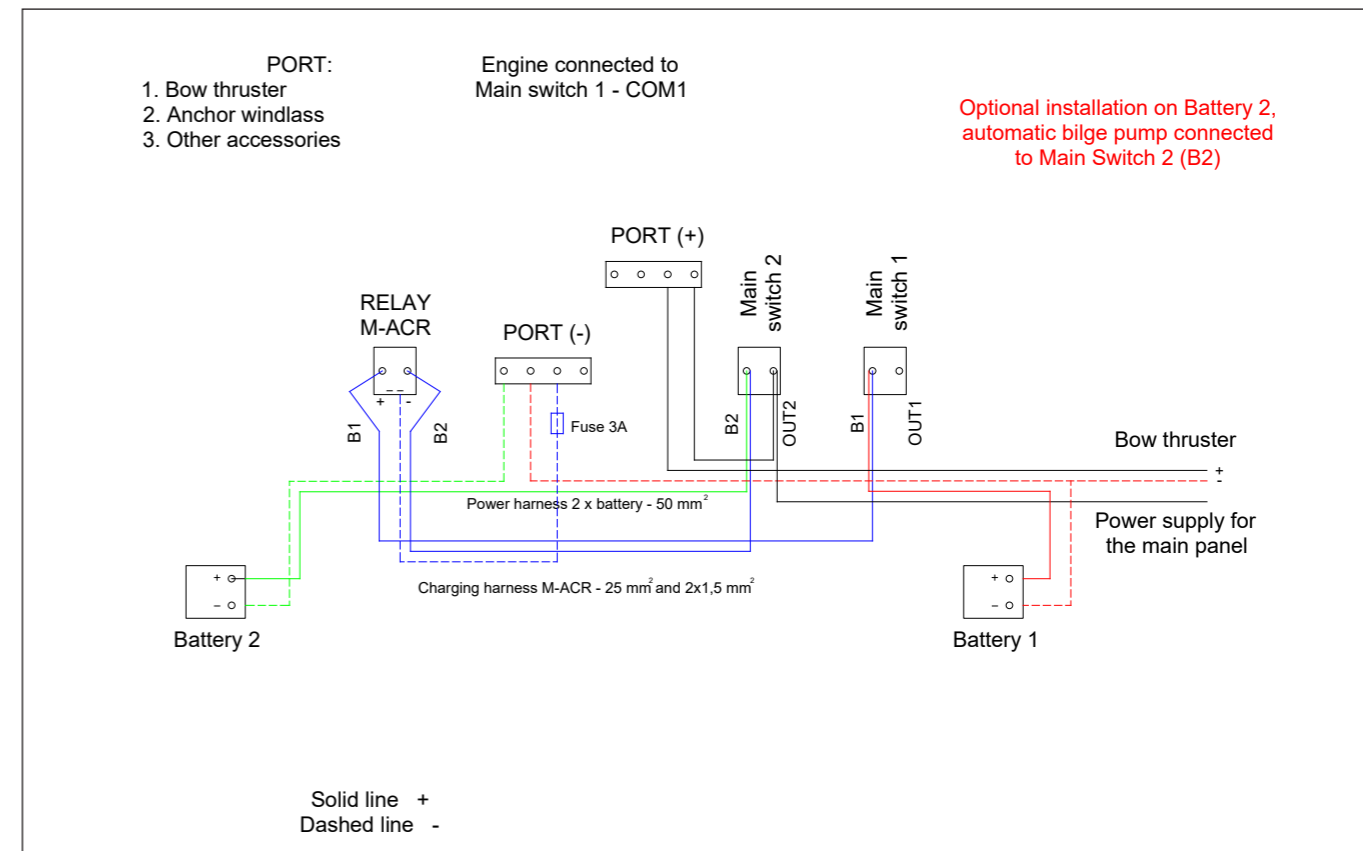 PORT:
1. Bow thruster
2. Anchor windlass
3. Other accessories
Engine connected to
Main switch 1 - COM1
Optional installation on Battery 2,
automatic bilge pump connected
to Main Switch 2 (B2)
PORT (+)
Main
switch 2
Main
switch 1
RELAY
M-ACR
PORT (-)
+
--
-
B1
B2
Fuse 3A
B2
OUT2
B1
OUT1
Bow thruster
+
-
Power harness 2 x battery - 50 mm²
Power supply for
the main panel
Charging harness M-ACR - 25 mm² and 2x1,5 mm²
+
-
Battery 2
+
-
Battery 1
Solid line +
Dashed line -